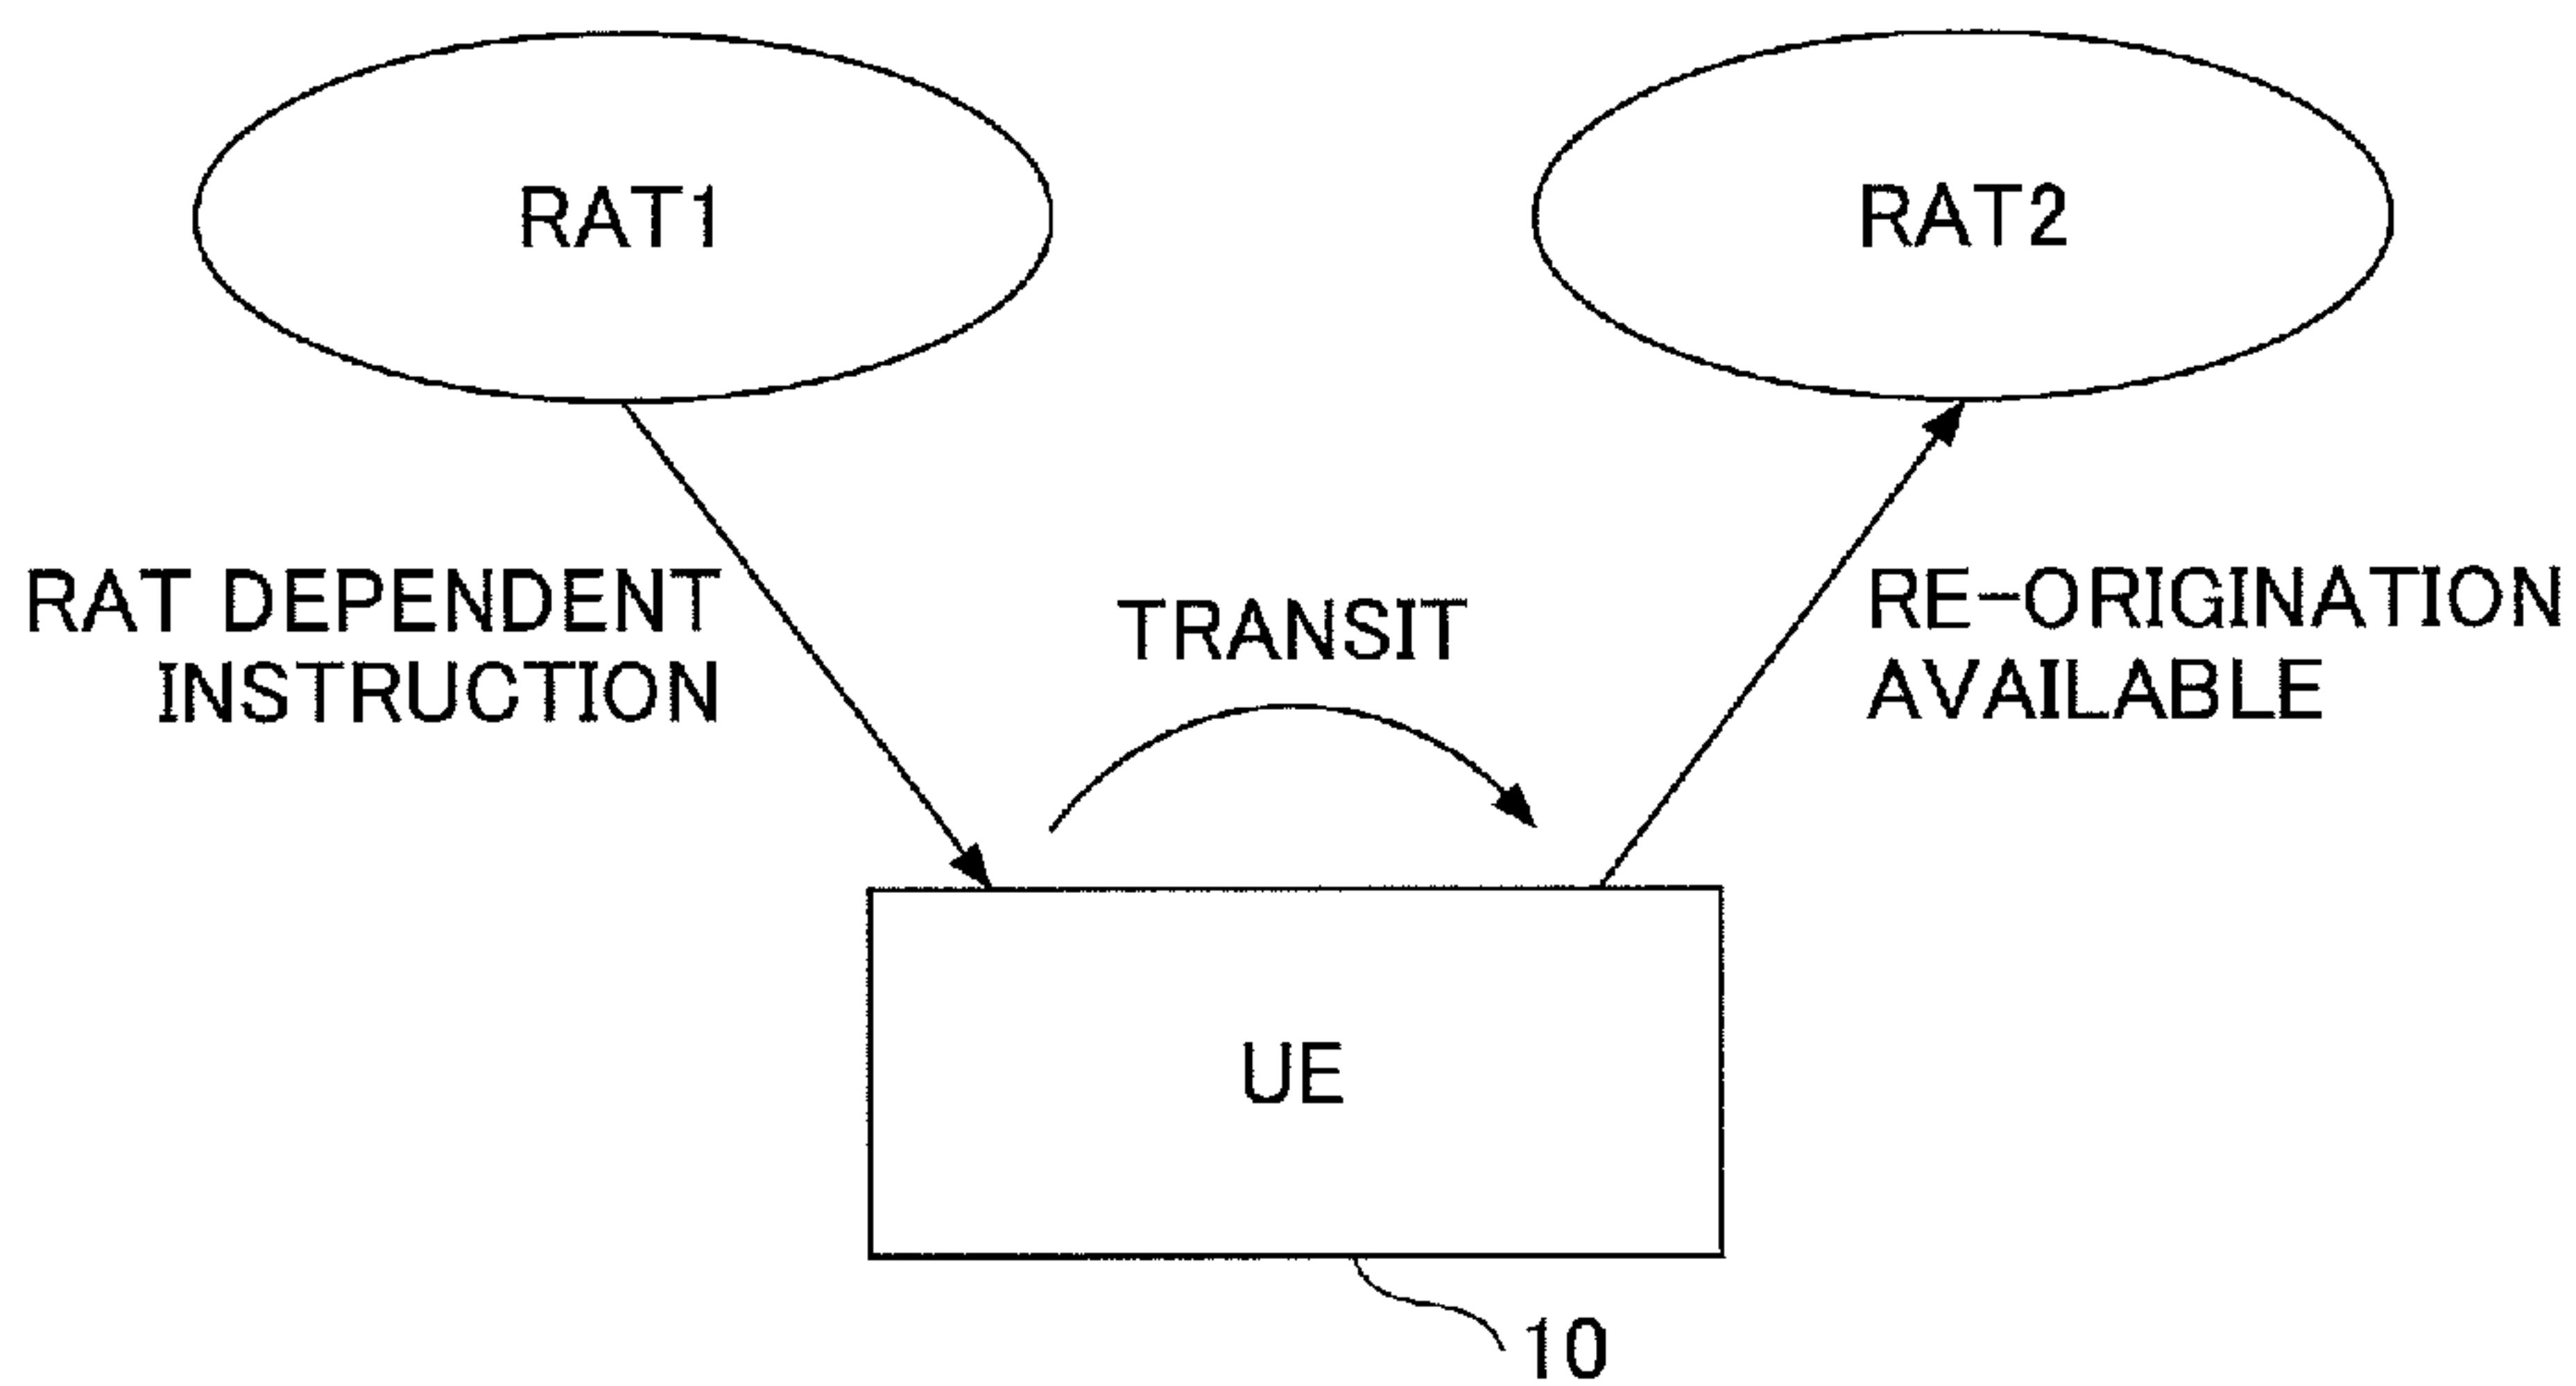 RAT1
RAT2
RAT DEPENDENT
INSTRUCTION
TRANSIT
RE-ORIGINATION
AVAILABLE
UE
10